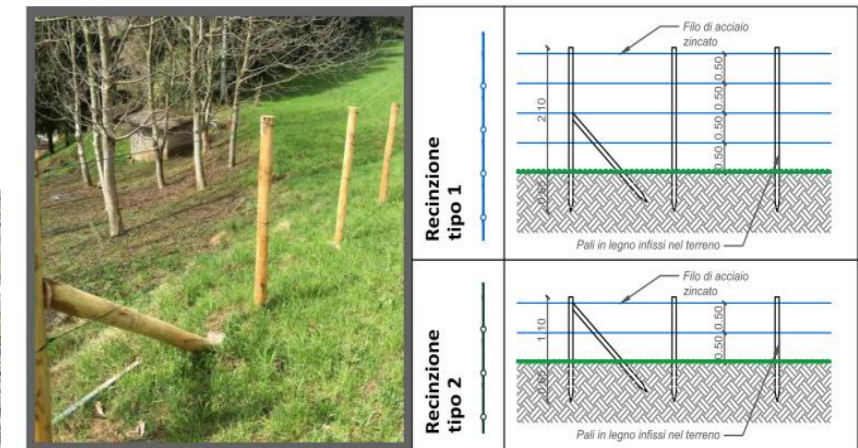 Recinzione
tipo 1
Filo di acciaio
zincato
2.10
0.65
0.50
0.50
0.50
0.50
Pali in legno infissi nel terreno
Recinzione
tipo 2
Filo di acciaio
zincato
1.10
0.65
0.50
0.50
Pali in legno infissi nel terreno